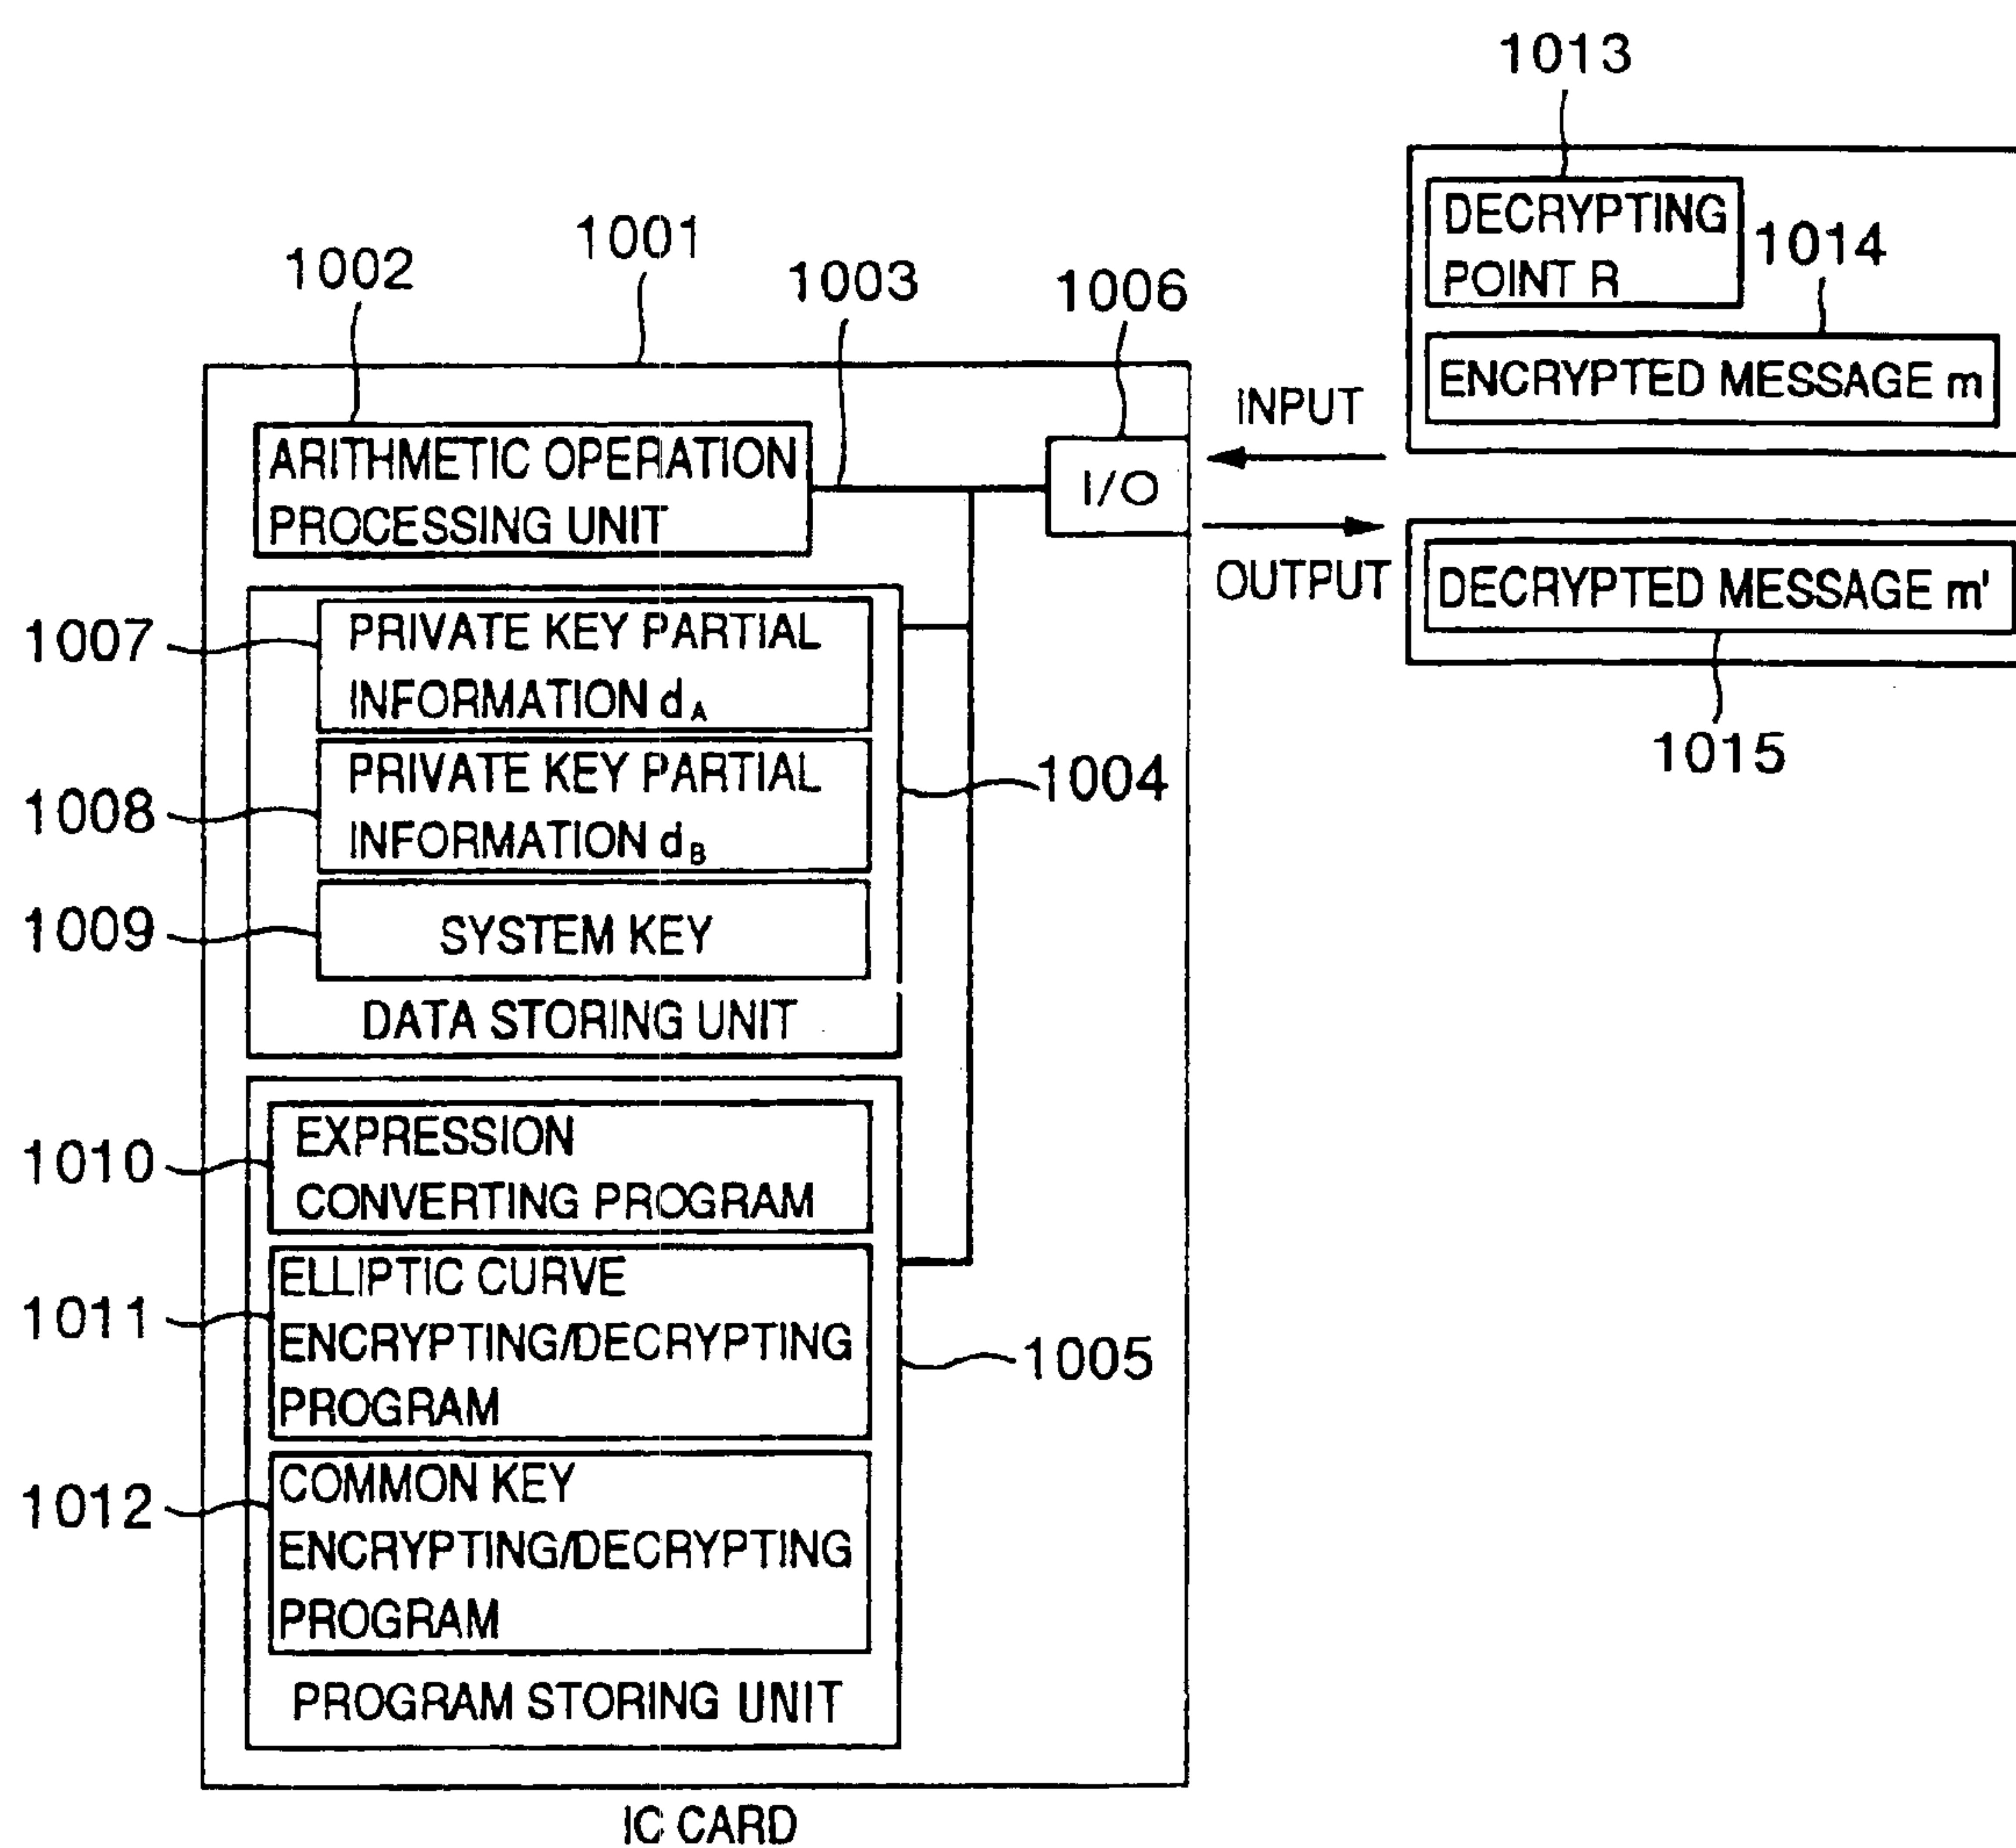 1013
DECRYPTING
POINT R
1014
ENCRYPTED MESSAGE m
1001
1002
1003
1006
INPUT
ARITHMETIC OPERATION
PROCESSING UNIT
I/O
OUTPUT
DECRYPTED MESSAGE m'
1015
1007
PRIVATE KEY PARTIAL
INFORMATION dA
1008
PRIVATE KEY PARTIAL
INFORMATION dB
1004
1009
SYSTEM KEY
DATA STORING UNIT
1010
EXPRESSION
CONVERTING PROGRAM
1011
ELLIPTIC CURVE
ENCRYPTING/DECRYPTING
PROGRAM
1005
1012
COMMON KEY
ENCRYPTING/DECRYPTING
PROGRAM
PROGRAM STORING UNIT
IC CARD